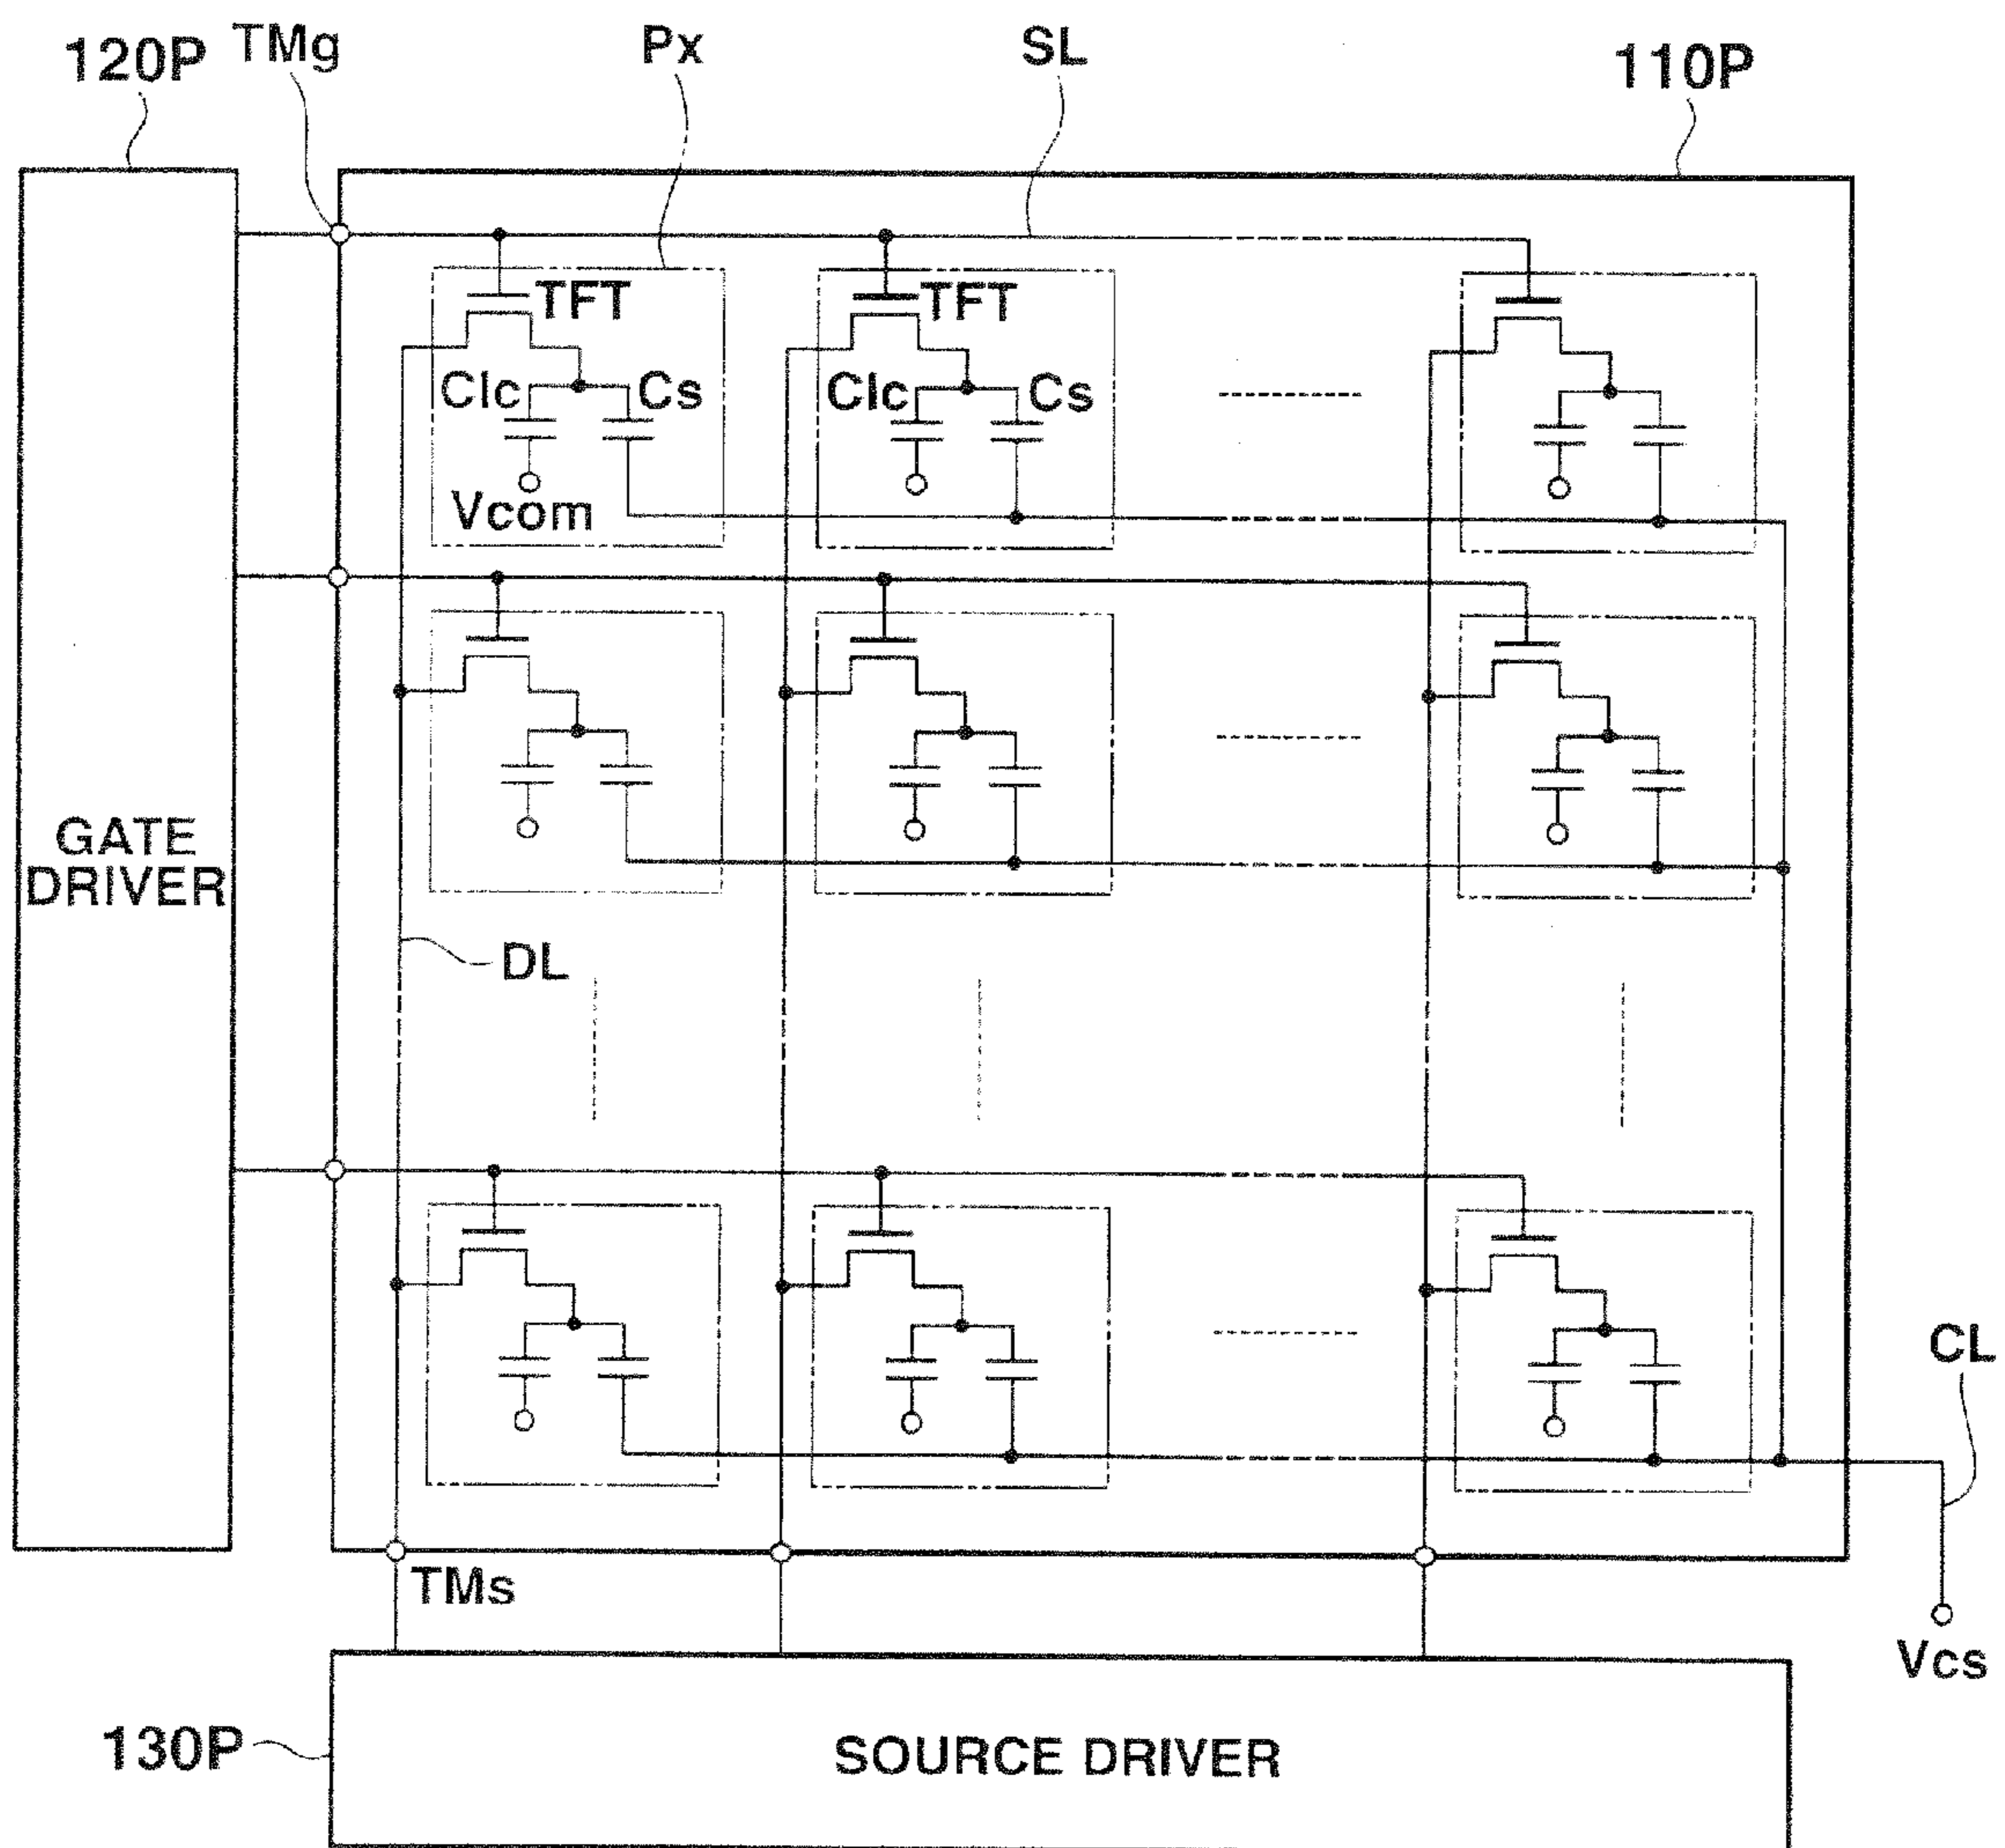 120P
TMg
Px
SL
110P
TFT
TFT
Clc
Cs
Clc
Cs
Vcom
GATE
DRIVER
DL
CL
TMs
Vcs
130P
SOURCE DRIVER